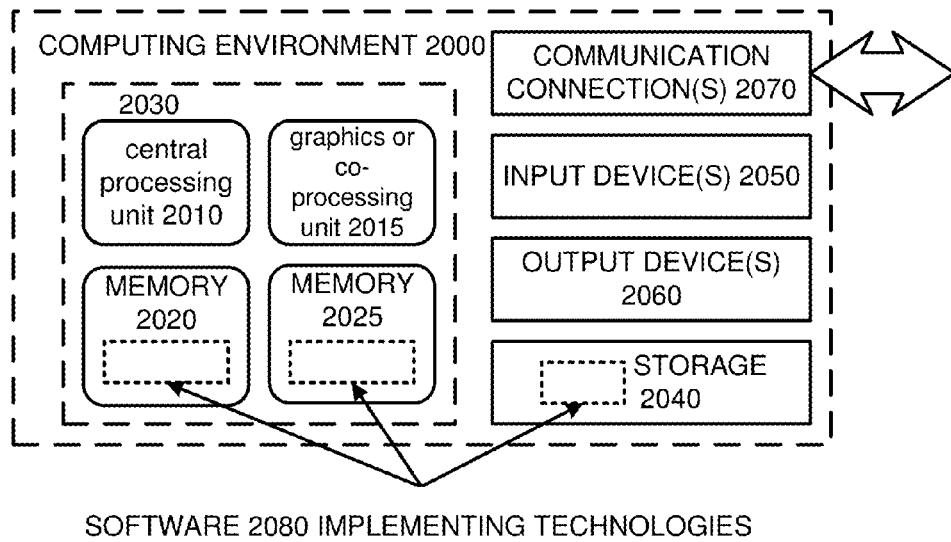 COMPUTING ENVIRONMENT 2000
COMMUNICATION
CONNECTION(S) 2070
2030
central
processing
unit 2010
graphics or
co-
processing
unit 2015
INPUT DEVICE(S) 2050
OUTPUT DEVICE(S)
2060
MEMORY
2020
MEMORY
2025
STORAGE
2040
SOFTWARE 2080 IMPLEMENTING TECHNOLOGIES